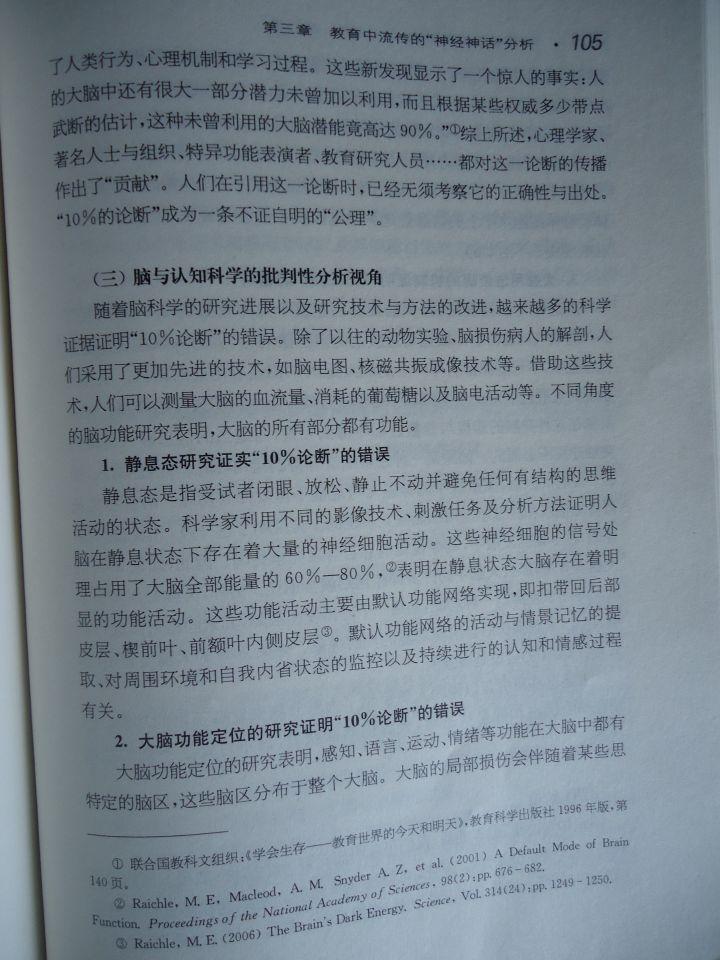 第三章 教育中流传的“神经神话”分析 · 105
了人类行为、心理机制和学习过程。这些新发现显示了一个惊人的事实:人
的大脑中还有很大一部分潜力未曾加以利用,而且根据某些权威多少带点
武断的估计,这种未曾利用的大脑潜能竟高达90%。”①综上所述,心理学家、
著名人士与组织、特异功能表演者、教育研究人员……都对这一论断的传播
作出了“贡献”。人们在引用这一论断时,已经无须考察它的正确性与出处。
“10%的论断”成为一条不证自明的“公理”。
(三) 脑与认知科学的批判性分析视角
随着脑科学的研究进展以及研究技术与方法的改进,越来越多的科学
证据证明“10%论断”的错误。除了以往的动物实验、脑损伤病人的解剖,人
们采用了更加先进的技术,如脑电图、核磁共振成像技术等。借助这些技
术,人们可以测量大脑的血流量、消耗的葡萄糖以及脑电活动等。不同角度
的脑功能研究表明,大脑的所有部分都有功能。
1. 静息态研究证实“10%论断”的错误
静息态是指受试者闭眼、放松、静止不动并避免任何有结构的思维
活动的状态。科学家利用不同的影像技术、刺激任务及分析方法证明人
脑在静息状态下存在着大量的神经细胞活动。这些神经细胞的信号处
理占用了大脑全部能量的60%—80%,②表明在静息状态大脑存在着明
显的功能活动。这些功能活动主要由默认功能网络实现,即扣带回后部
皮层、楔前叶、前额叶内侧皮层③。默认功能网络的活动与情景记忆的提
取、对周围环境和自我内省状态的监控以及持续进行的认知和情感过程
有关。
2. 大脑功能定位的研究证明“10%论断”的错误
大脑功能定位的研究表明,感知、语言、运动、情绪等功能在大脑中都有
特定的脑区,这些脑区分布于整个大脑。大脑的局部损伤会伴随着某些思
① 联合国教科文组织:《学会生存——教育世界的今天和明天》,教育科学出版社1996年版,第
140页。
② Raichle, M. E, Macleod, A. M. Snyder A. Z, et al. (2001) A Default Mode of Brain
Function. Proceedings of the National Academy of Sciences, 98(2):pp. 676-682.
③ Raichle, M. E. (2006) The Brain's Dark Energy. Science, Vol. 314(24):pp. 1249-1250.